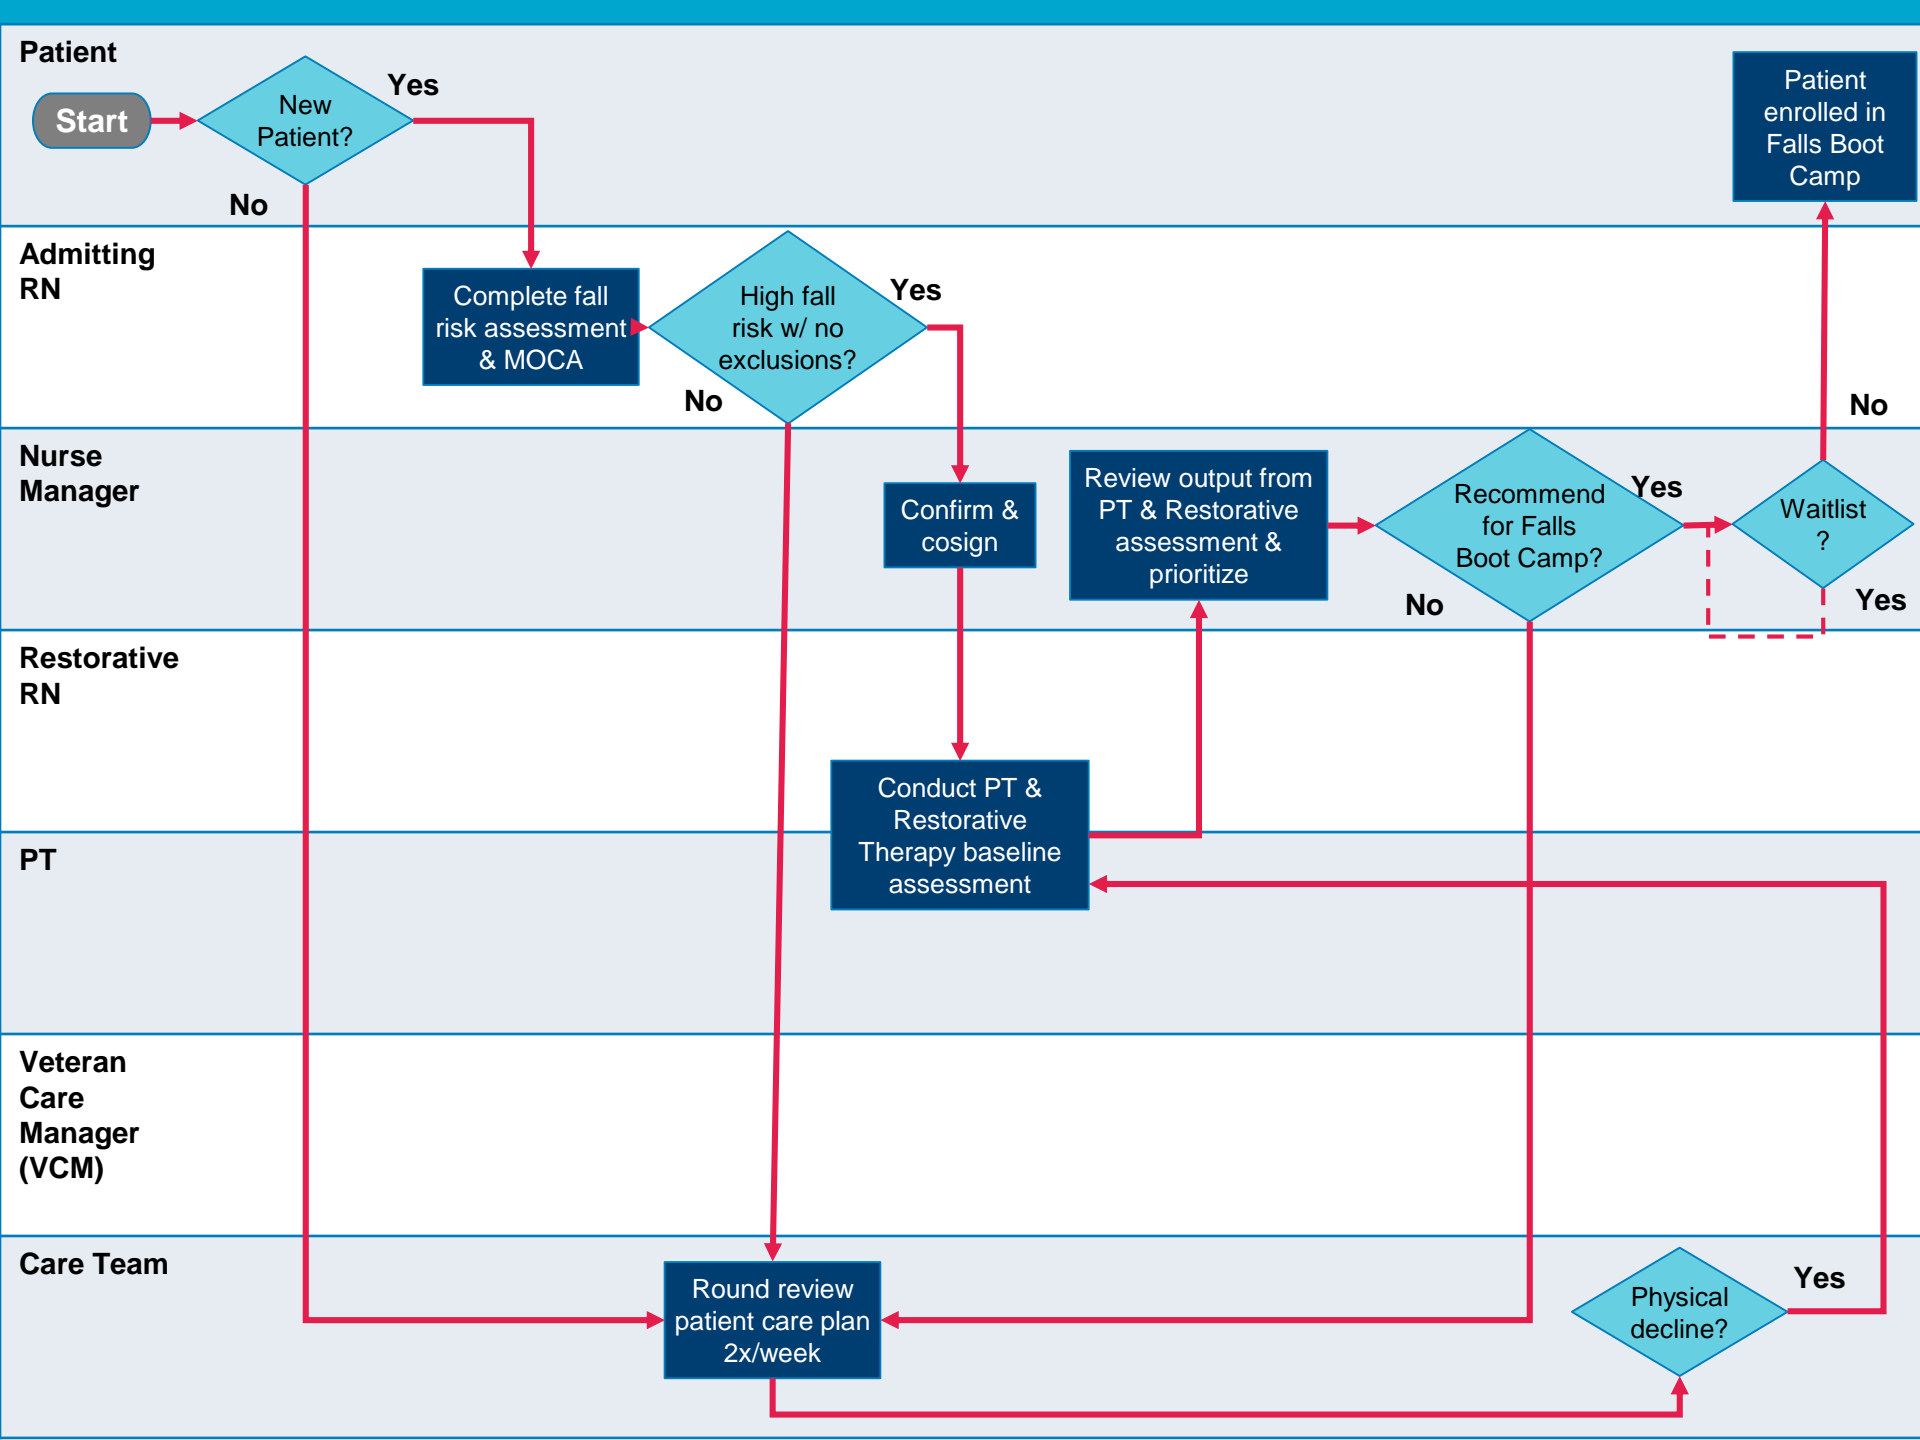 Patient
Start
New
Patient?
Yes
No
Patient
enrolled in
Falls Boot
Camp
Admitting
RN
Complete fall
risk assessment
& MOCA
High fall
risk w/ no
exclusions?
Yes
No
No
Nurse
Manager
Confirm &
cosign
Review output from
PT & Restorative
assessment &
prioritize
Recommend
for Falls
Boot Camp?
Yes
No
Waitlist
?
Yes
Restorative
RN
Conduct PT &
Restorative
Therapy baseline
assessment
PT
Veteran
Care
Manager
(VCM)
Care Team
Round review
patient care plan
2x/week
Physical
decline?
Yes